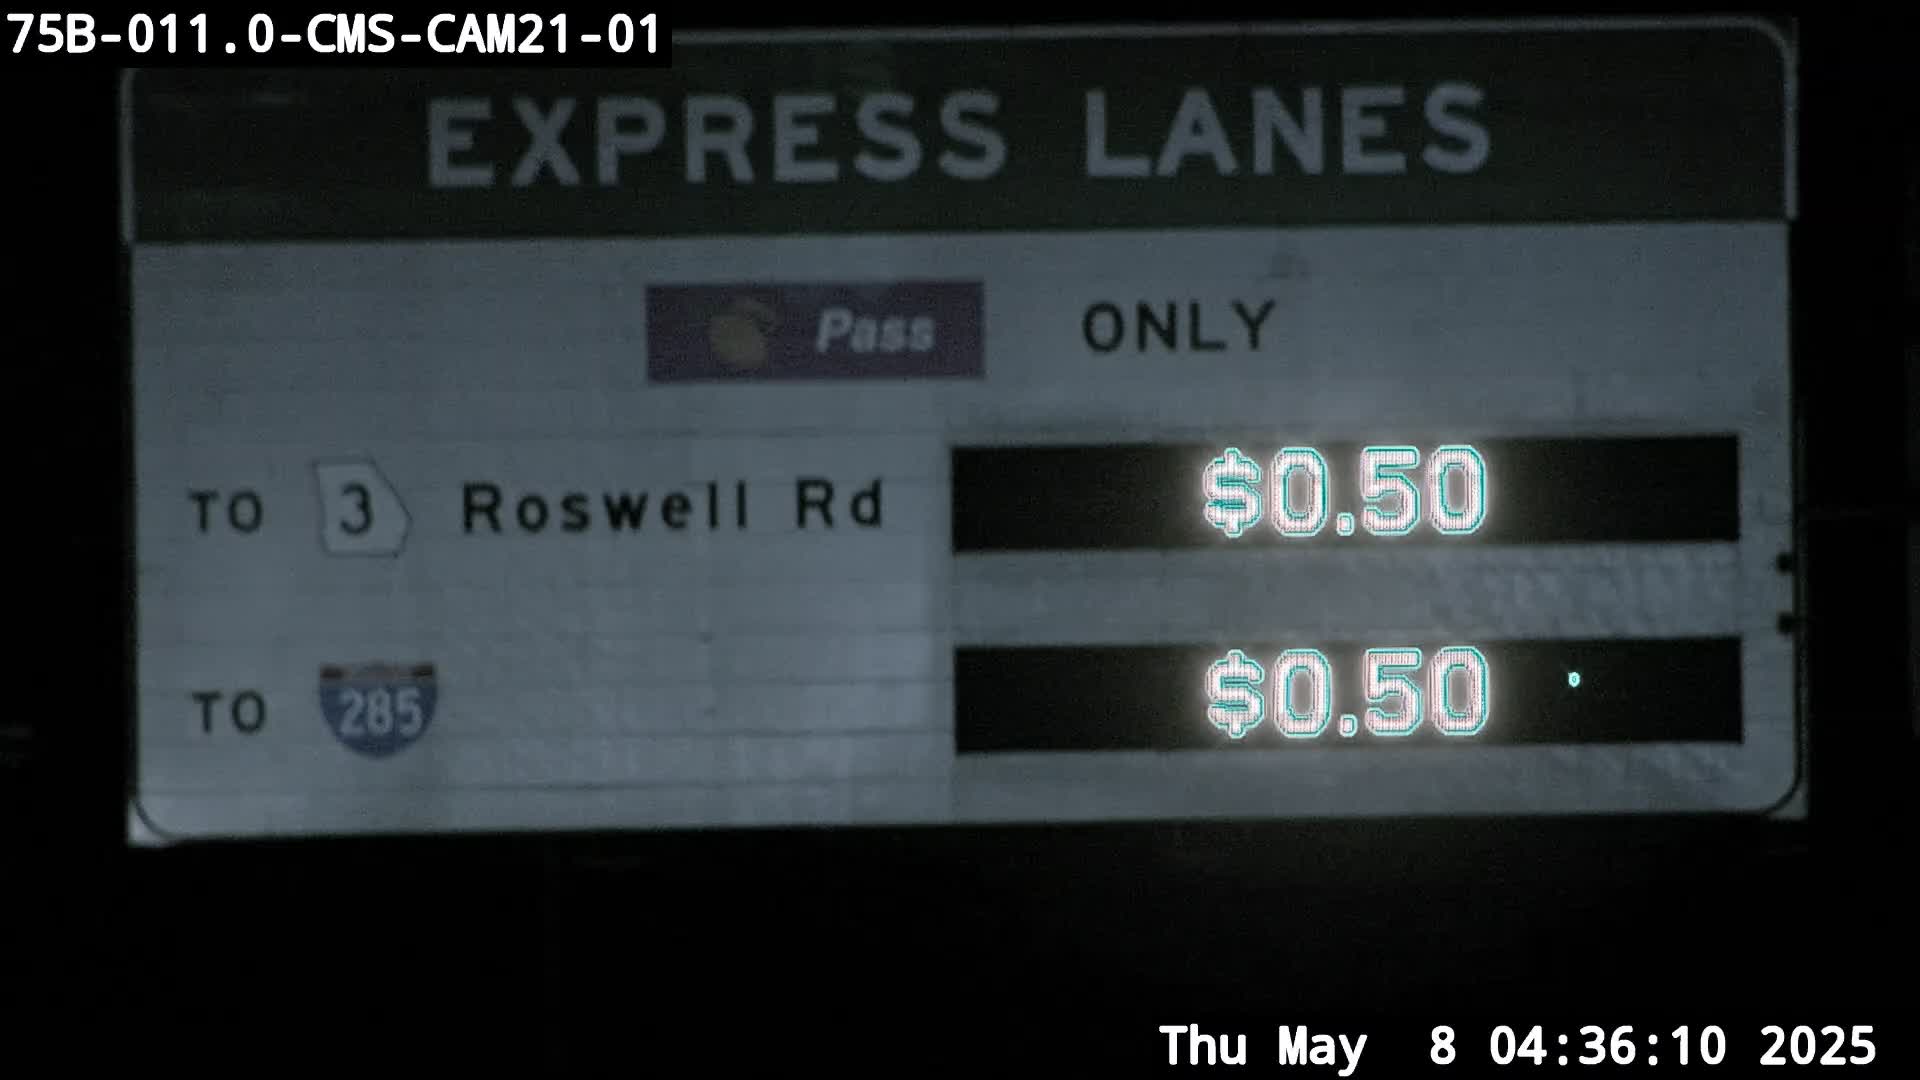 75B-011.0-CMS-CAM21-01
EXPRESS LANES
Pass ONLY
TO 3 Roswell Rd $0.50
TO 285 $0.50
Thu May 8 04:36:10 2025